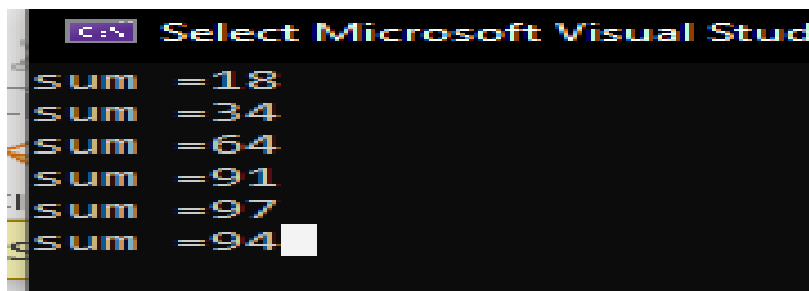 C:\ Select Microsoft Visual Stud
sum =18
sum =34
sum =64
sum =91
sum =97
sum =94